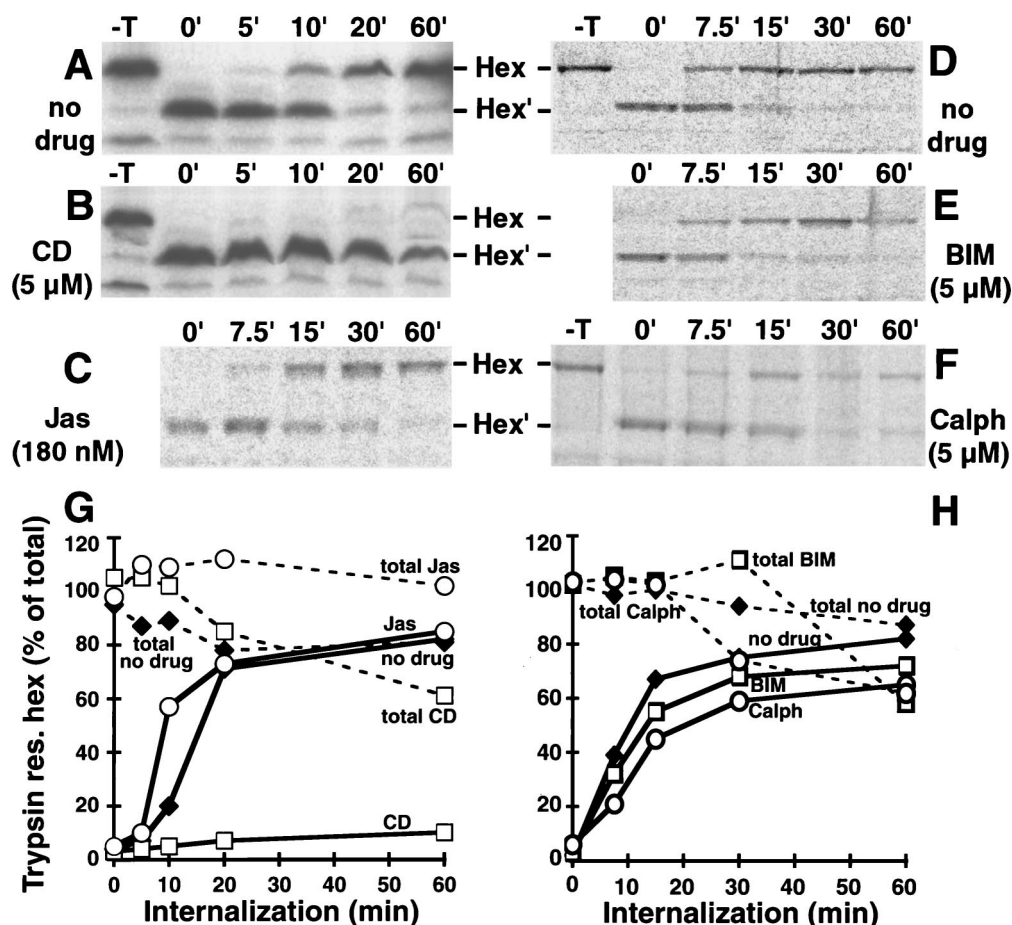 -T 0' 5' 10' 20' 60'
A
no
drug
Hex
Hex'
-T 0' 7.5' 15' 30' 60'
D
no
drug
-T 0' 5' 10' 20' 60'
B
CD
(5 µM)
Hex
Hex'
0' 7.5' 15' 30' 60'
E
BIM
(5 µM)
0' 7.5' 15' 30' 60'
C
Jas
(180 nM)
Hex
Hex'
-T 0' 7.5' 15' 30' 60'
F
Calph
(5 µM)
G
Trypsin res. hex (% of total)
120
100
80
60
40
20
0
total Jas
total
no drug
Jas
no drug
total CD
CD
0 10 20 30 40 50 60
Internalization (min)
H
120
100
80
60
40
20
0
total BIM
total Calph
total no drug
no drug
BIM
Calph
0 10 20 30 40 50 60
Internalization (min)